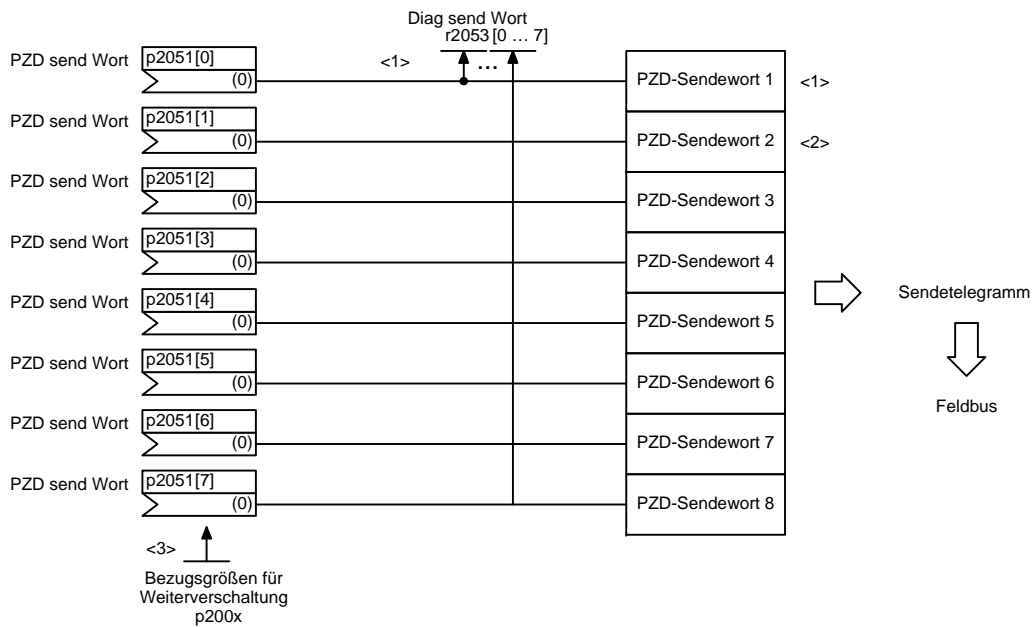 Diag send Wort
r2053 [0 … 7]
PZD send Wort p2051[0] (0) <1> ... PZD-Sendewort 1 <1>
PZD send Wort p2051[1] (0) PZD-Sendewort 2 <2>
PZD send Wort p2051[2] (0) PZD-Sendewort 3
PZD send Wort p2051[3] (0) PZD-Sendewort 4
PZD send Wort p2051[4] (0) PZD-Sendewort 5
Sendetelegramm
PZD send Wort p2051[5] (0) PZD-Sendewort 6
Feldbus
PZD send Wort p2051[6] (0) PZD-Sendewort 7
PZD send Wort p2051[7] (0) PZD-Sendewort 8
<3>
Bezugsgrößen für
Weiterverschaltung
p200x